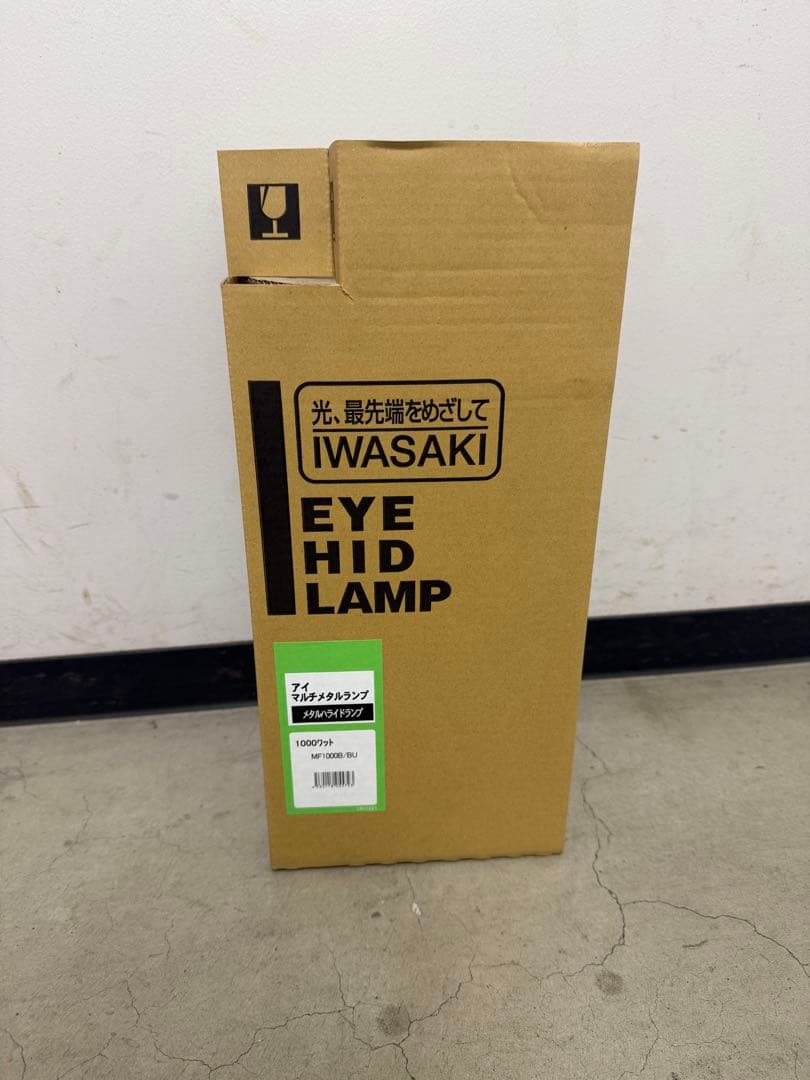 光、最先端をめざして
IWASAKI
EYE
HID
LAMP
アイ
マルチメタルランプ
メタルハライドランプ
1000ワット
MF1000B/BU